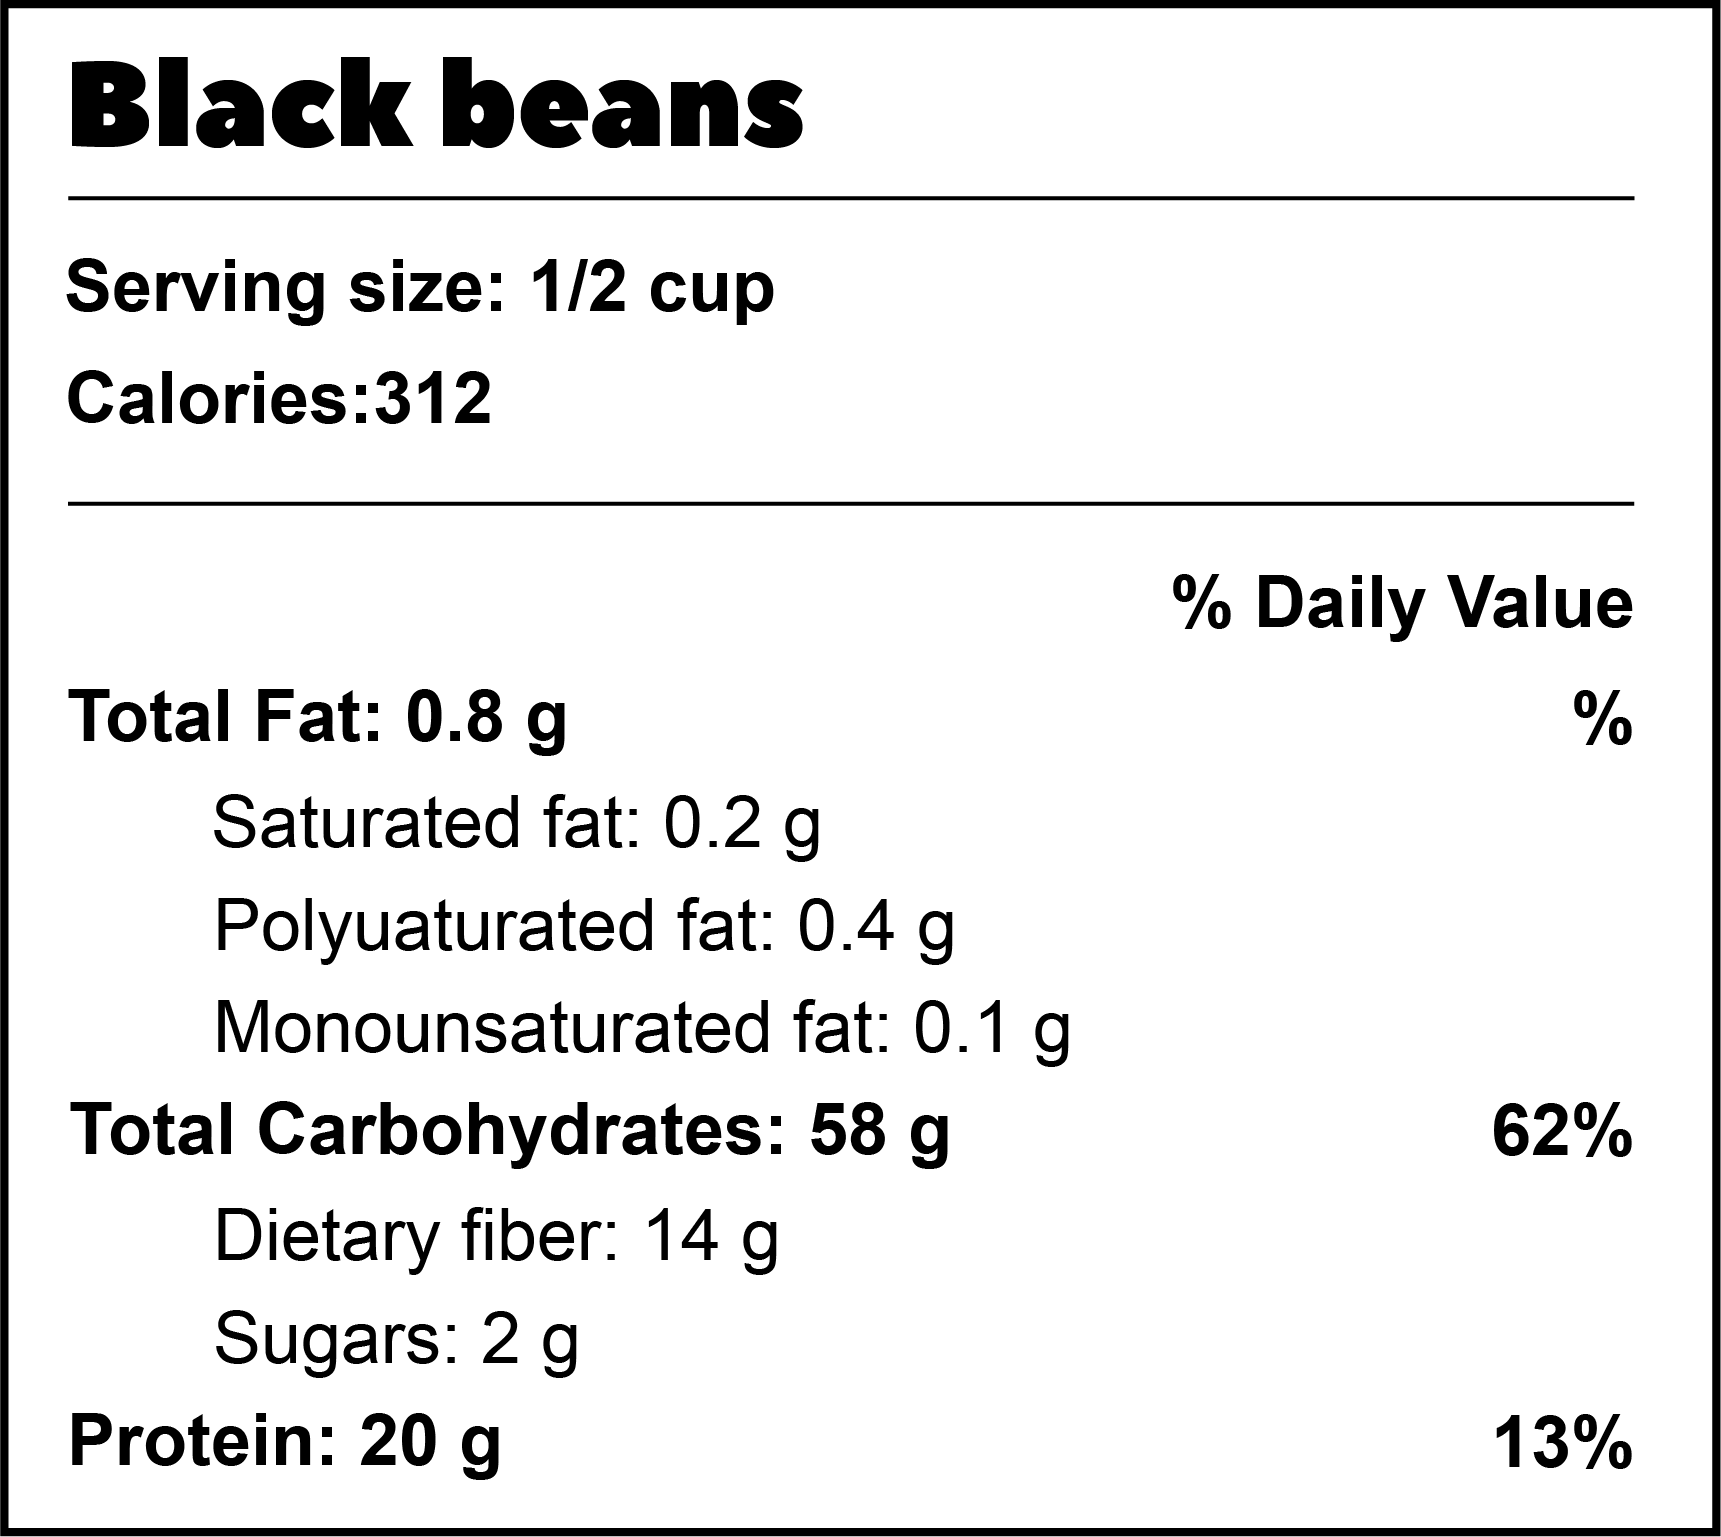 Black beans
Serving size: 1/2 cup
Calories:312
% Daily Value
Total Fat: 0.8 g %
Saturated fat: 0.2 g
Polyuaturated fat: 0.4 g
Monounsaturated fat: 0.1 g
Total Carbohydrates: 58 g 62%
Dietary fiber: 14 g
Sugars: 2 g
Protein: 20 g 13%